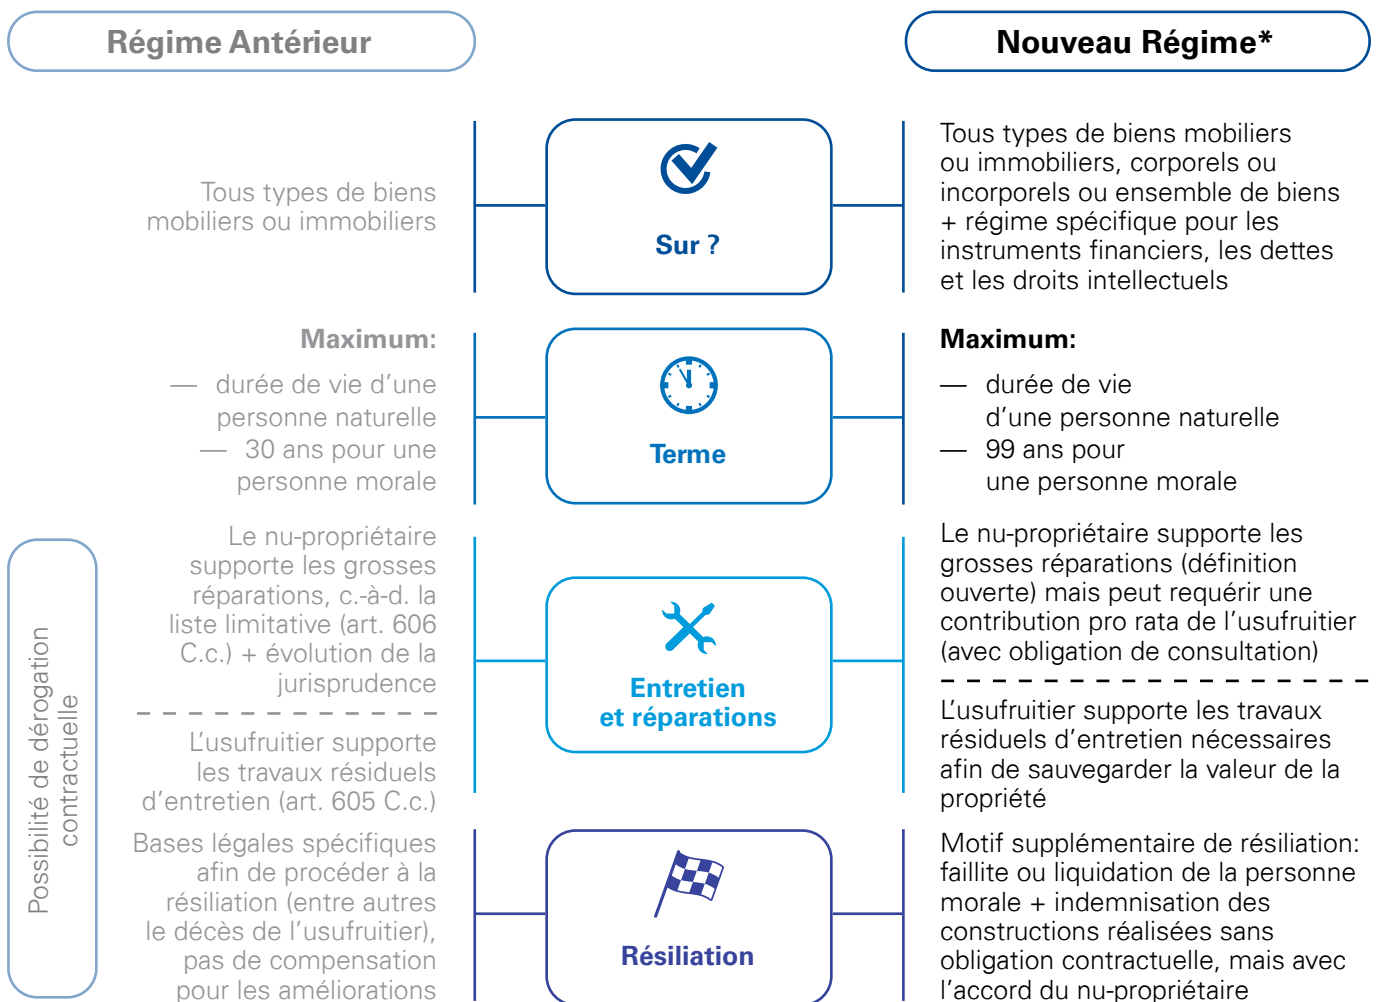 Régime Antérieur
Nouveau Régime*
Tous types de biens
mobiliers ou immobiliers
Sur ?
Tous types de biens mobiliers
ou immobiliers, corporels ou
incorporels ou ensemble de biens
+ régime spécifique pour les
instruments financiers, les dettes
et les droits intellectuels
Maximum:
— durée de vie d'une
personne naturelle
— 30 ans pour une
personne morale
Terme
Maximum:
— durée de vie
d'une personne naturelle
— 99 ans pour
une personne morale
Possibilité de dérogation
contractuelle
Le nu-propriétaire
supporte les grosses
réparations, c.-à-d. la
liste limitative (art. 606
C.c.) + évolution de la
jurisprudence
L'usufruitier supporte
les travaux résiduels
d'entretien (art. 605 C.c.)
Entretien
et réparations
Le nu-propriétaire supporte les
grosses réparations (définition
ouverte) mais peut requérir une
contribution pro rata de l'usufruitier
(avec obligation de consultation)
L'usufruitier supporte les travaux
résiduels d'entretien nécessaires
afin de sauvegarder la valeur de la
propriété
Bases légales spécifiques
afin de procéder à la
résiliation (entre autres
le décès de l'usufruitier),
pas de compensation
pour les améliorations
Résiliation
Motif supplémentaire de résiliation:
faillite ou liquidation de la personne
morale + indemnisation des
constructions réalisées sans
obligation contractuelle, mais avec
l'accord du nu-propriétaire